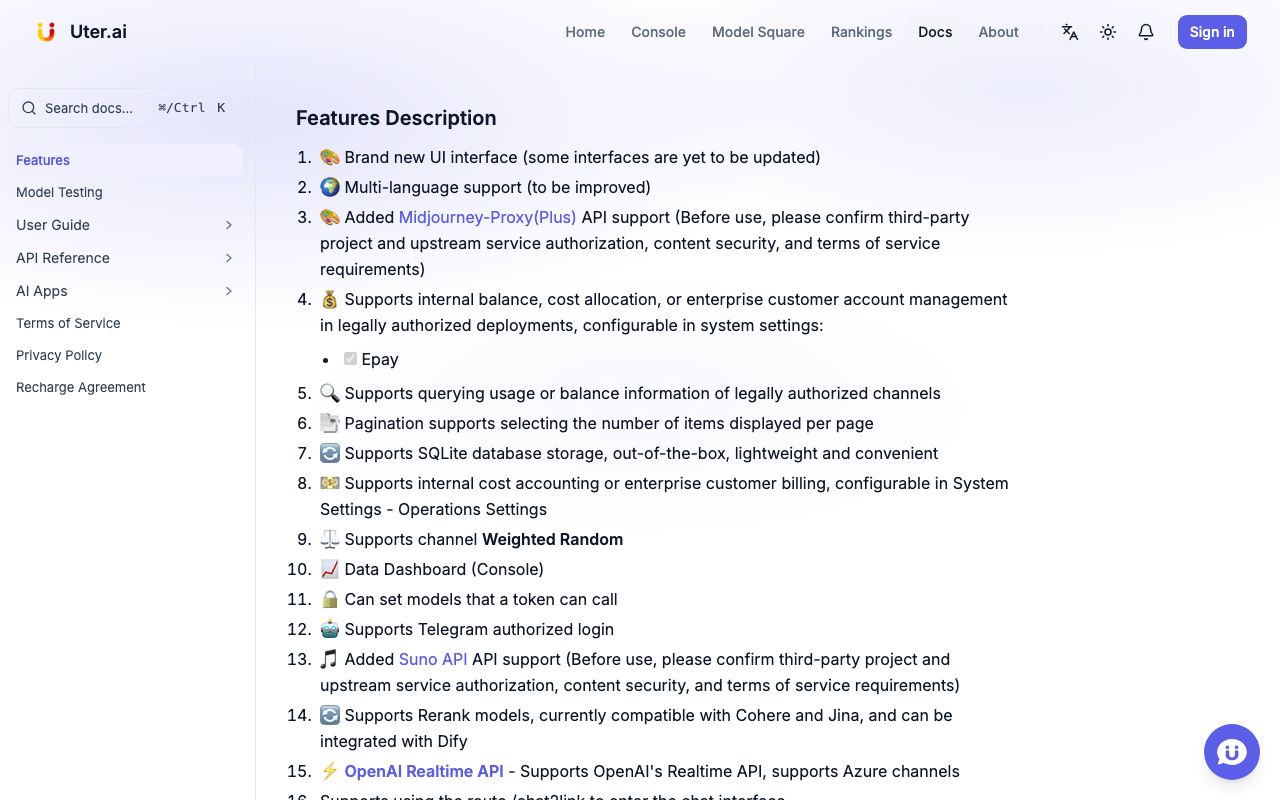 Uter.ai
Home
Console
Model Square
Rankings
Docs
About
Sign in
Search docs...
⌘/Ctrl K
Features
Model Testing
User Guide
API Reference
AI Apps
Terms of Service
Privacy Policy
Recharge Agreement
Features Description
1. 🎨 Brand new UI interface (some interfaces are yet to be updated)
2. 🌍 Multi-language support (to be improved)
3. 🎨 Added Midjourney-Proxy(Plus) API support (Before use, please confirm third-party
project and upstream service authorization, content security, and terms of service
requirements)
4. 💰 Supports internal balance, cost allocation, or enterprise customer account management
in legally authorized deployments, configurable in system settings:
• ☑ Epay
5. 🔍 Supports querying usage or balance information of legally authorized channels
6. 📑 Pagination supports selecting the number of items displayed per page
7. 🔄 Supports SQLite database storage, out-of-the-box, lightweight and convenient
8. 💵 Supports internal cost accounting or enterprise customer billing, configurable in System
Settings - Operations Settings
9. ⚖️ Supports channel Weighted Random
10. 📈 Data Dashboard (Console)
11. 🔒 Can set models that a token can call
12. 🤖 Supports Telegram authorized login
13. 🎵 Added Suno API API support (Before use, please confirm third-party project and
upstream service authorization, content security, and terms of service requirements)
14. 🔄 Supports Rerank models, currently compatible with Cohere and Jina, and can be
integrated with Dify
15. ⚡ OpenAI Realtime API - Supports OpenAI's Realtime API, supports Azure channels
16. Supports using the route /chat2link to enter the chat interface